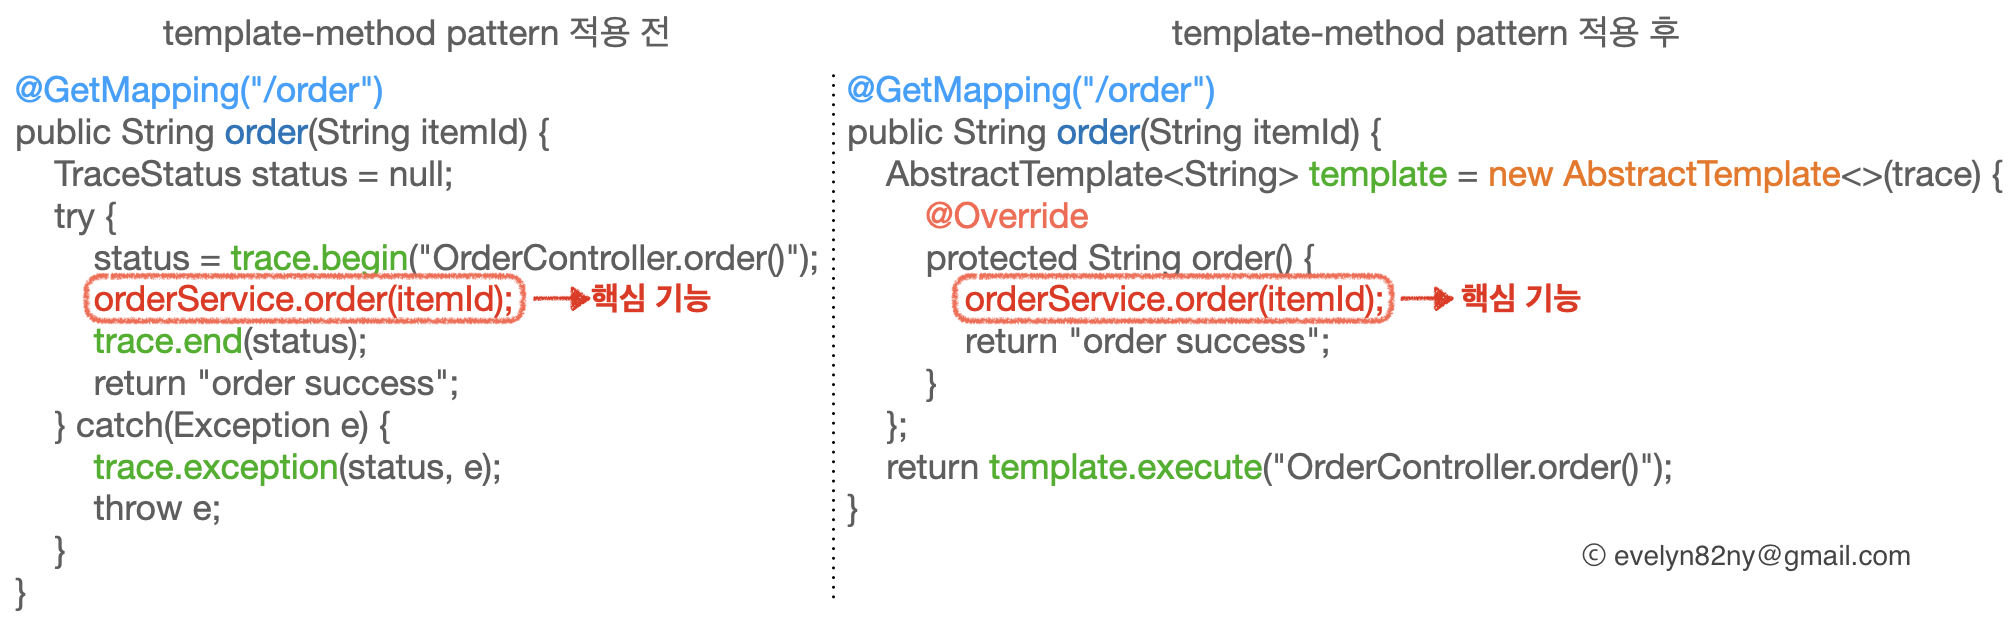 template-method pattern 적용 전
@GetMapping("/order")
public String order(String itemId) {
TraceStatus status = null;
try {
status = trace.begin("OrderController.order()");
orderService.order(itemId); 핵심 기능
trace.end(status);
return "order success";
} catch(Exception e) {
trace.exception(status, e);
throw e;
}
}
template-method pattern 적용 후
@GetMapping("/order")
public String order(String itemId) {
AbstractTemplate<String> template = new AbstractTemplate<>(trace) {
@Override
protected String order() {
orderService.order(itemId); 핵심 기능
return "order success";
}
};
return template.execute("OrderController.order()");
}
ⓒ evelyn82ny@gmail.com